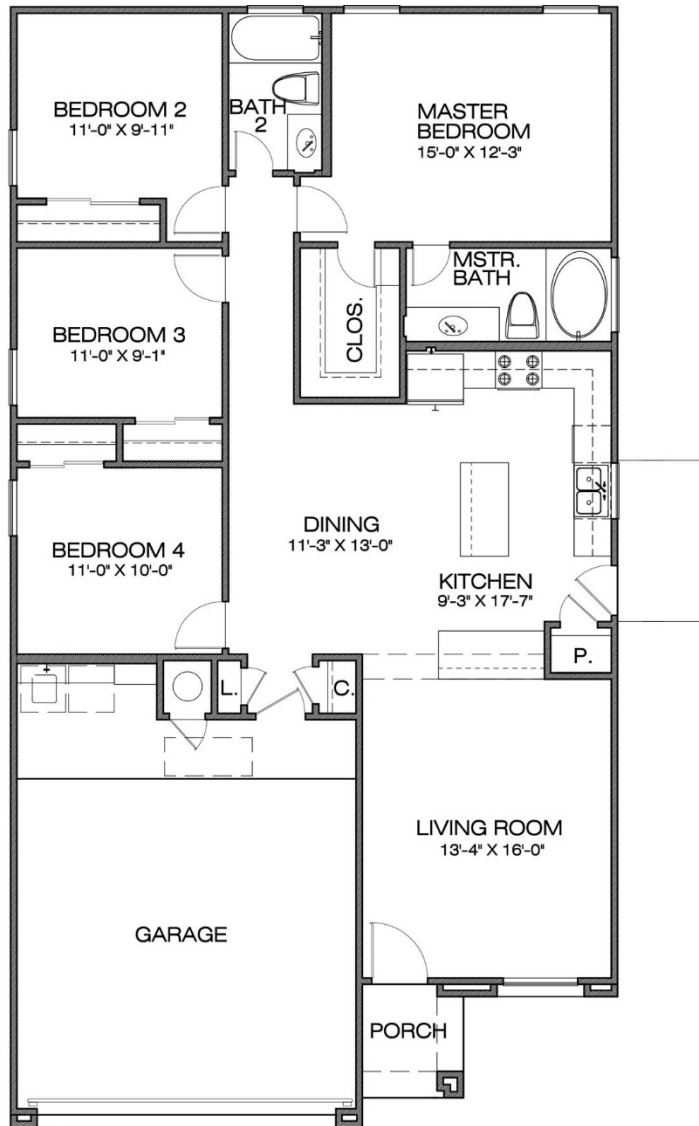 BEDROOM 2
11'-0" X 9'-11"
BATH
2
MASTER
BEDROOM
15'-0" X 12'-3"
MSTR.
BATH
CLOS.
BEDROOM 3
11'-0" X 9'-1"
DINING
11'-3" X 13'-0"
BEDROOM 4
11'-0" X 10'-0"
KITCHEN
9'-3" X 17'-7"
P.
L.
C.
LIVING ROOM
13'-4" X 16'-0"
GARAGE
PORCH